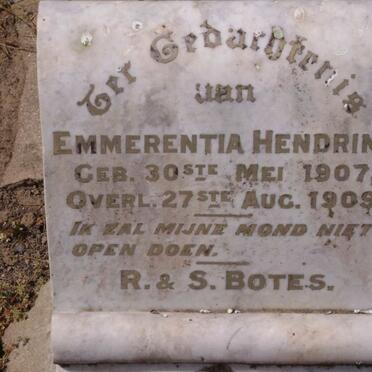 Ter Gedachtenis
aan
EMMERENTIA HENDRIN
GEB. 30STE MEI 1907
OVERL. 27STE AUG. 1909
IK ZAL MIJNE MOND NIET
OPEN DOEN.
R. & S. BOTES.